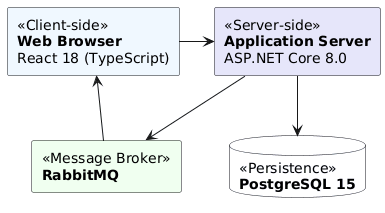 «Client-side»
Web Browser
React 18 (TypeScript)
«Server-side»
Application Server
ASP.NET Core 8.0
«Message Broker»
RabbitMQ
«Persistence»
PostgreSQL 15